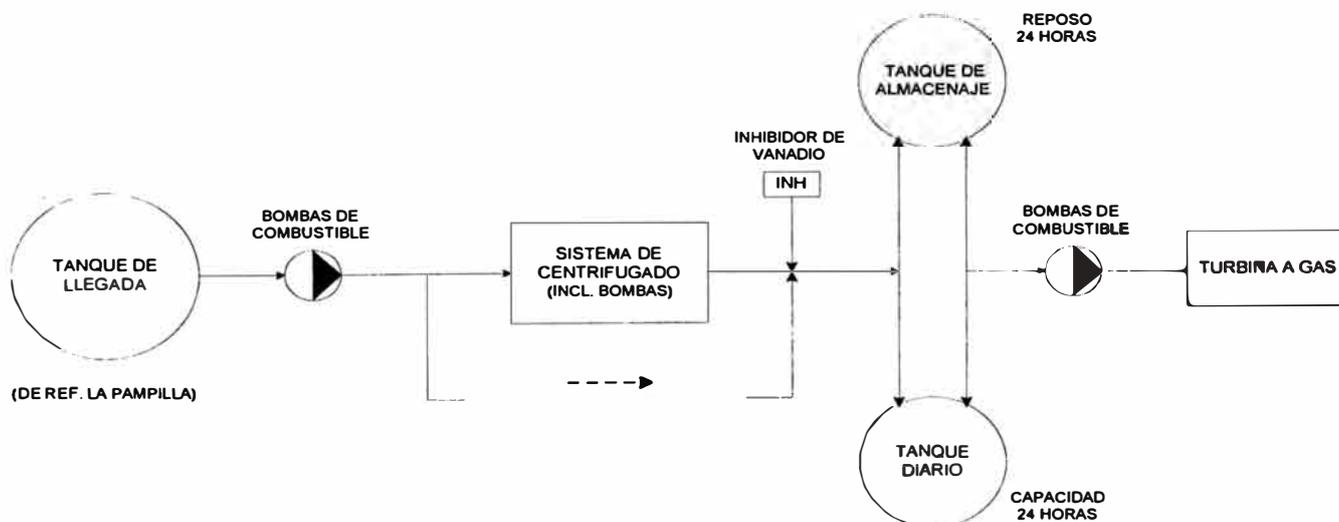 REPOSO
24 HORAS
TANQUE DE
ALMACENAJE
INHIBIDOR DE
VANADIO
INH
BOMBAS DE
COMBUSTIBLE
TANQUE DE
LLEGADA
(DE REF. LA PAMPILLA)
SISTEMA DE
CENTRIFUGADO
(INCL. BOMBAS)
BOMBAS DE
COMBUSTIBLE
TURBINA A GAS
TANQUE
DIARIO
CAPACIDAD
24 HORAS